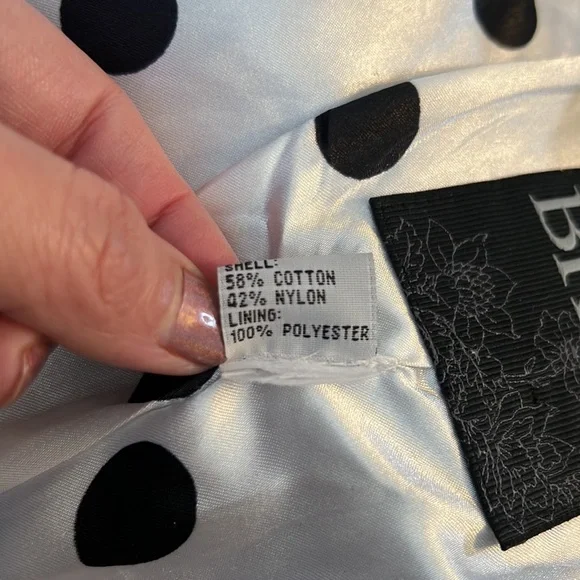 SHELL:
58% COTTON
42% NYLON
LINING:
100% POLYESTER